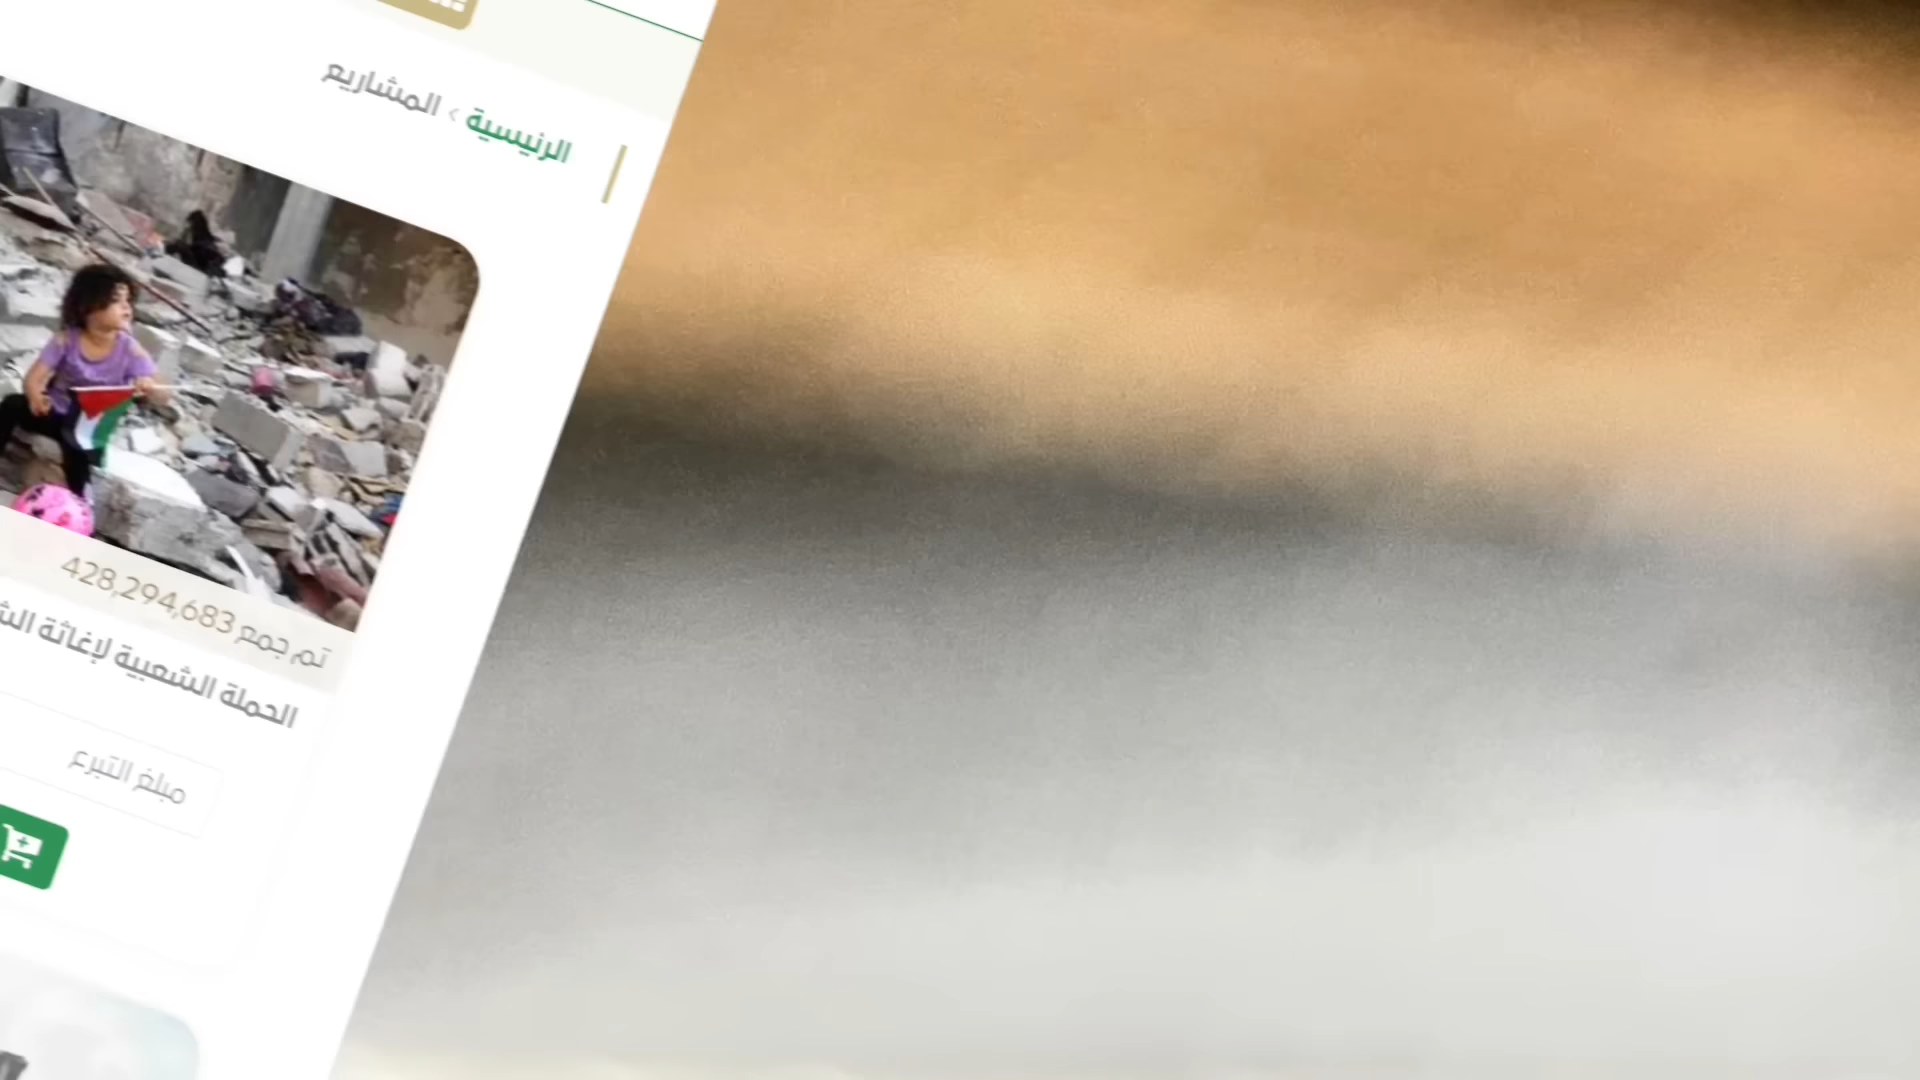 الرئيسية > المشاريع
تم جمع 428,294,683
الحملة الشعبية لإغاثة
مبلغ التبرع